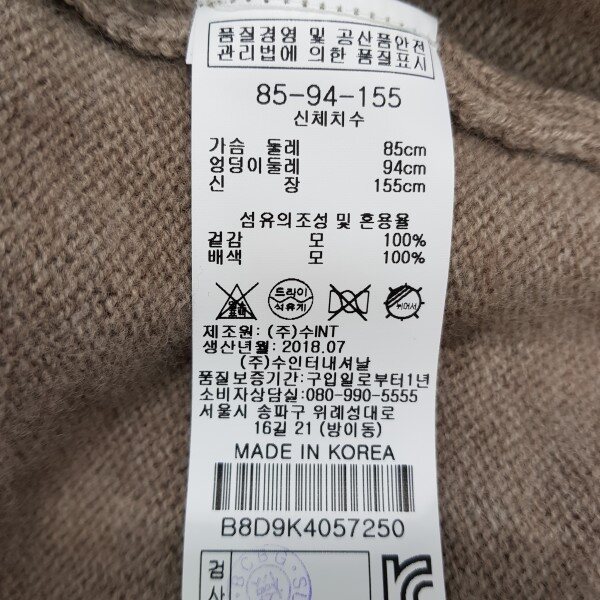 품질경영 및 공산품안전
관리법에 의한 품질표시
85-94-155
신체치수
가슴 둘레 85cm
엉덩이둘레 94cm
신 장 155cm
섬유의조성 및 혼용율
겉감 모 100%
배색 모 100%
드라이
석유계
제조원: (주)수INT
생산년월: 2018.07
(주)수인터내셔날
품질보증기간:구입일로부터1년
소비자상담실:080-990-5555
서울시 송파구 위례성대로
16길 21 (방이동)
MADE IN KOREA
B8D9K4057250
검
사